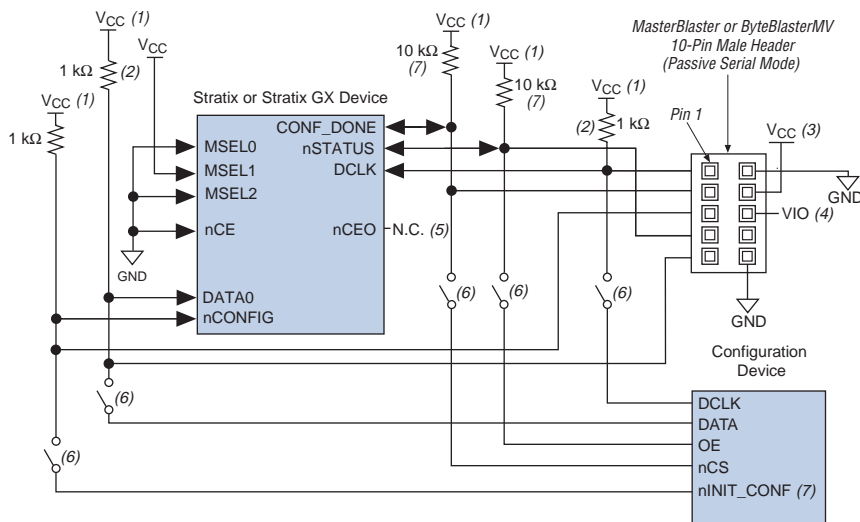 VCC (1)
VCC
1 kΩ (2)
VCC (1)
1 kΩ
Stratix or Stratix GX Device
MSEL0
MSEL1
MSEL2
nCE
GND
DATA0
nCONFIG
CONF_DONE
nSTATUS
DCLK
nCEO
N.C. (5)
VCC (1)
10 kΩ
(7)
VCC (1)
10 kΩ
(7)
VCC (1)
(2) 1 kΩ
MasterBlaster or ByteBlasterMV
10-Pin Male Header
(Passive Serial Mode)
Pin 1
VCC (3)
GND
VIO (4)
GND
(6)
(6)
(6)
(6)
(6)
Configuration
Device
DCLK
DATA
OE
nCS
nINIT_CONF (7)